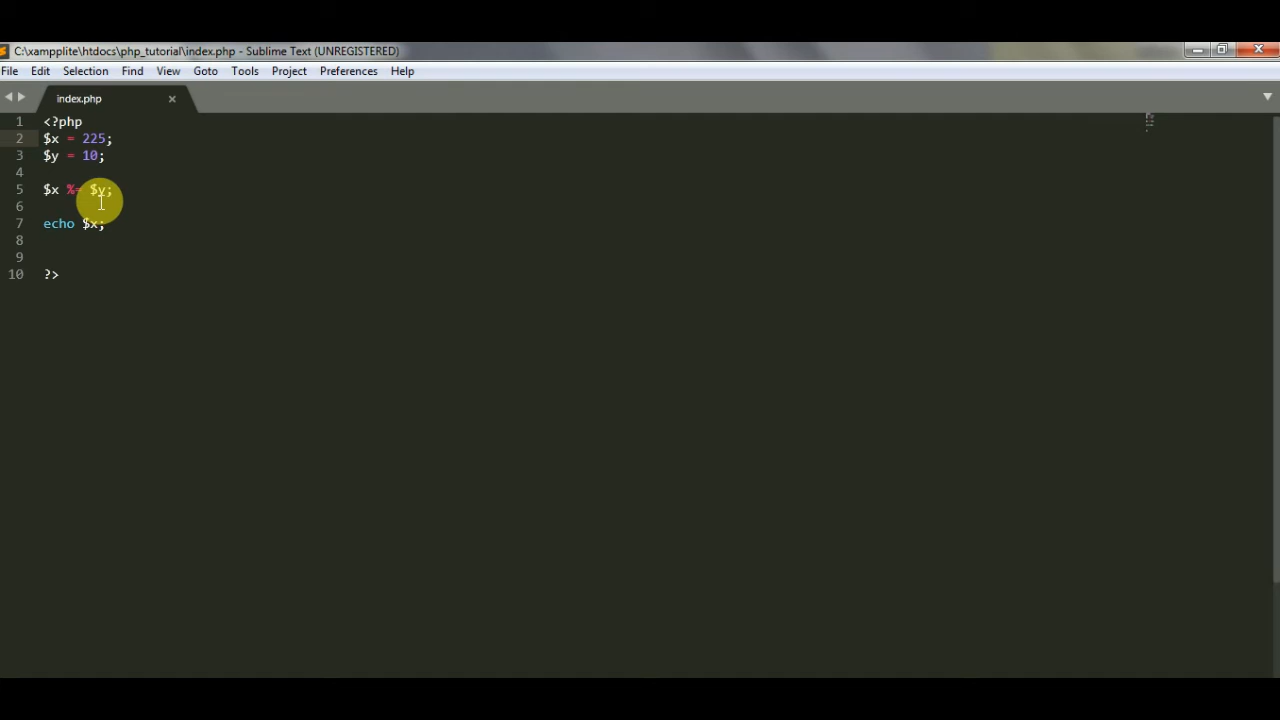 C:\xampplite\htdocs\php_tutorial\index.php - Sublime Text (UNREGISTERED)
File Edit Selection Find View Goto Tools Project Preferences Help
index.php
1 <?php
2 $x = 225;
3 $y = 10;
4
5 $x %= $y;
6
7 echo $x;
8
9
10 ?>